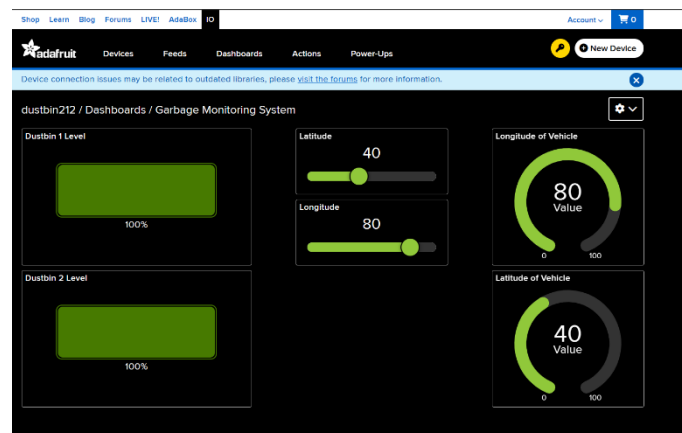 Shop Learn Blog Forums LIVE! AdaBox IO Account 0
adafruit Devices Feeds Dashboards Actions Power-Ups New Device
Device connection issues may be related to outdated libraries, please visit the forums for more information.
dustbin212 / Dashboards / Garbage Monitoring System
Dustbin 1 Level
100%
Latitude
40
Longitude
80
Longitude of Vehicle
80
Value
0 100
Dustbin 2 Level
100%
Latitude of Vehicle
40
Value
0 100